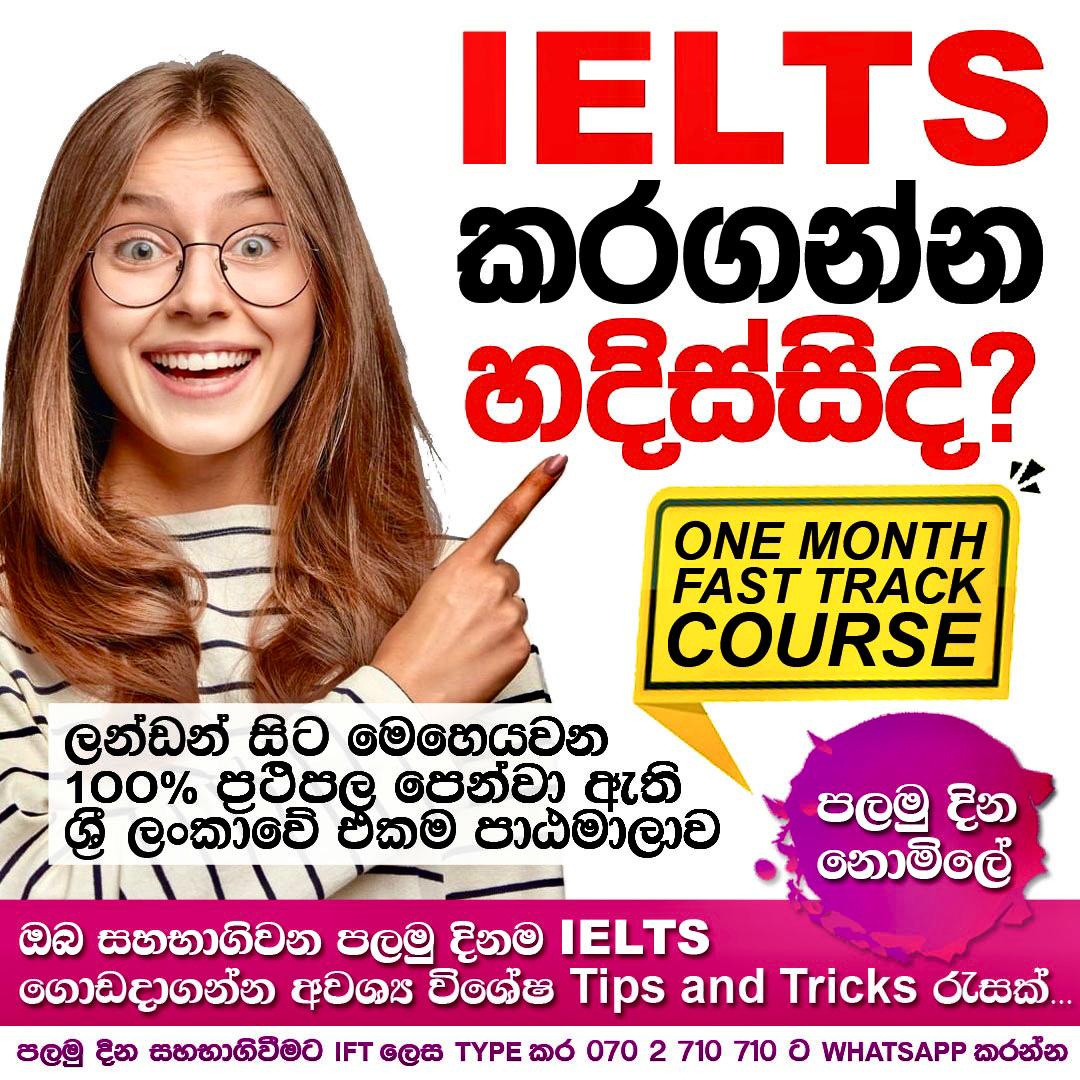 IELTS
කරගන්න
හදිස්සිද?
ONE MONTH
FAST TRACK
COURSE
ලන්ඩන් සිට මෙහෙයවන
100% ප්‍රථිපල පෙන්වා ඇති
ශ්‍රී ලංකාවේ එකම පාඨමාලාව
පලමු දින
නොමිලේ
ඔබ සහභාගිවන පලමු දිනම IELTS
ගොඩදාගන්න අවශ්‍ය විශේෂ Tips and Tricks රැසක්...
පලමු දින සහභාගිවීමට IFT ලෙස TYPE කර 070 2 710 710 ට WHATSAPP කරන්න